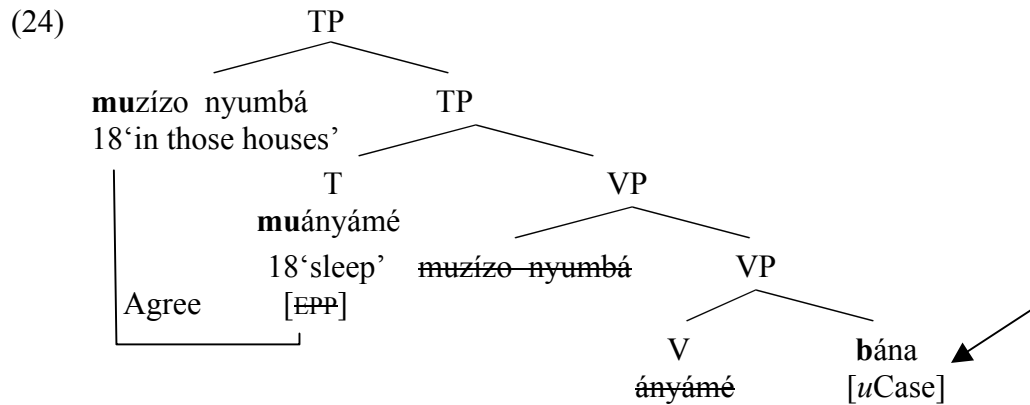 (24) TP
muzízo nyumbá TP
18‘in those houses’
T VP
muányámé
18‘sleep’ muzízo nyumbá VP
Agree [EPP]
V bána
ányámé [uCase]